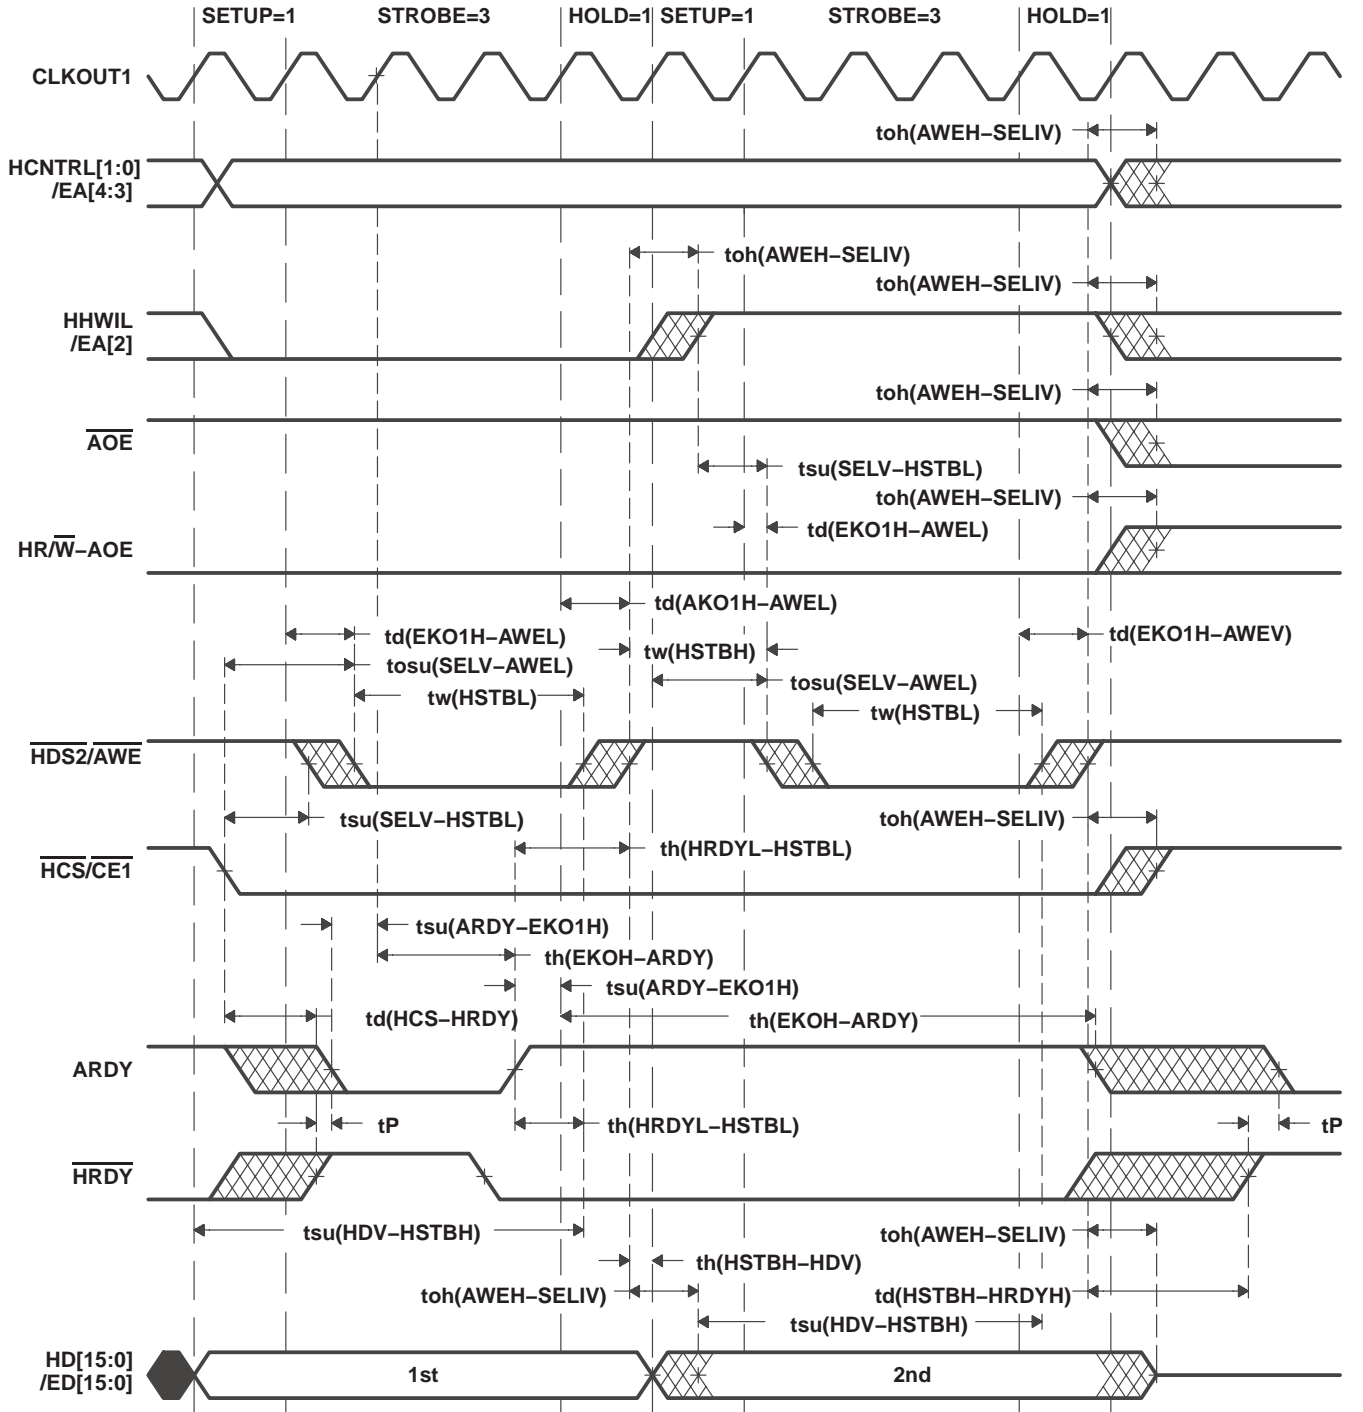 SETUP=1 STROBE=3 HOLD=1 SETUP=1 STROBE=3 HOLD=1
CLKOUT1
toh(AWEH−SELIV)
HCNTRL[1:0]
/EA[4:3]
toh(AWEH−SELIV)
toh(AWEH−SELIV)
HHWIL
/EA[2]
toh(AWEH−SELIV)
AOE
tsu(SELV−HSTBL)
toh(AWEH−SELIV)
td(EKO1H−AWEL)
HR/W−AOE
td(AKO1H−AWEL)
td(EKO1H−AWEL) td(EKO1H−AWEV)
tw(HSTBH)
tosu(SELV−AWEL)
tosu(SELV−AWEL)
tw(HSTBL)
tw(HSTBL)
HDS2/AWE
tsu(SELV−HSTBL) toh(AWEH−SELIV)
th(HRDYL−HSTBL)
HCS/CE1
tsu(ARDY−EKO1H)
th(EKOH−ARDY)
tsu(ARDY−EKO1H)
td(HCS−HRDY) th(EKOH−ARDY)
ARDY
tP th(HRDYL−HSTBL) tP
HRDY
tsu(HDV−HSTBH) toh(AWEH−SELIV)
th(HSTBH−HDV)
toh(AWEH−SELIV) td(HSTBH−HRDYH)
tsu(HDV−HSTBH)
HD[15:0]
/ED[15:0]
1st 2nd